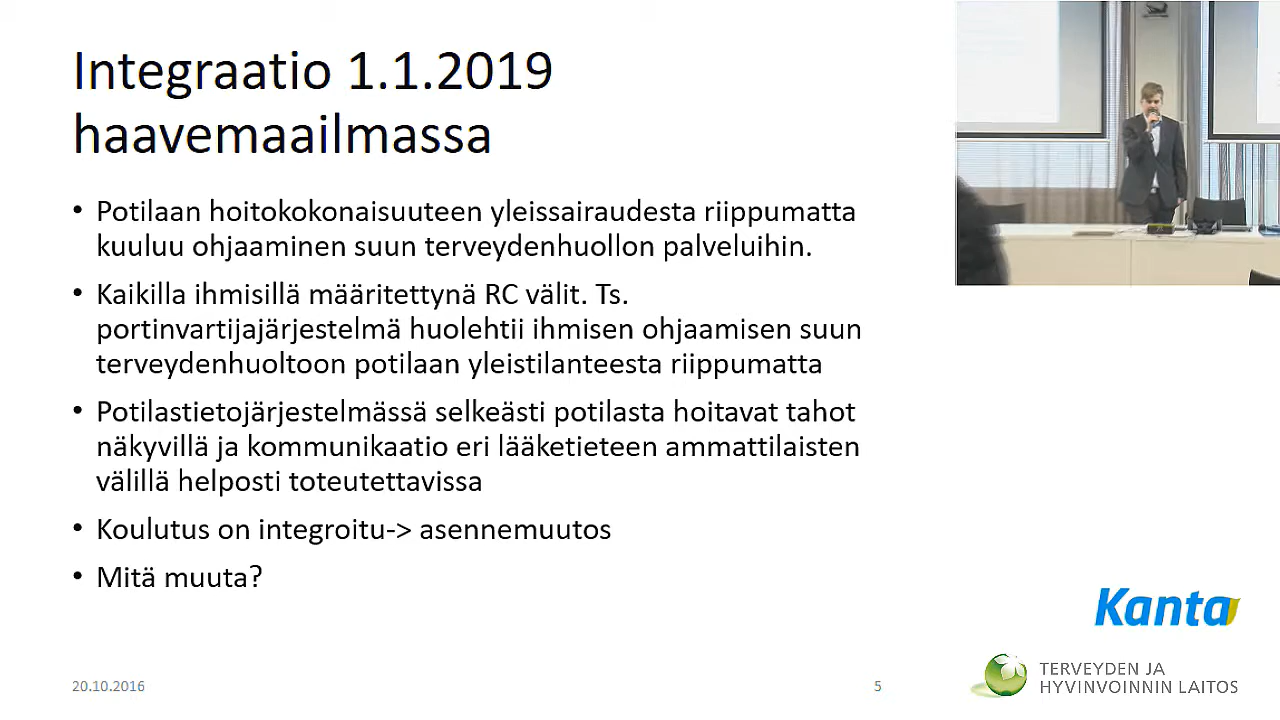 Integraatio 1.1.2019
haavemaailmassa
• Potilaan hoitokokonaisuuteen yleissairaudesta riippumatta
kuuluu ohjaaminen suun terveydenhuollon palveluihin.
• Kaikilla ihmisillä määritettynä RC välit. Ts.
portinvartijajärjestelmä huolehtii ihmisen ohjaamisen suun
terveydenhuoltoon potilaan yleistilanteesta riippumatta
• Potilastietojärjestelmässä selkeästi potilasta hoitavat tahot
näkyvillä ja kommunikaatio eri lääketieteen ammattilaisten
välillä helposti toteutettavissa
• Koulutus on integroitu-> asennemuutos
• Mitä muuta?
Kanta
20.10.2016
5
TERVEYDEN JA
HYVINVOINNIN LAITOS